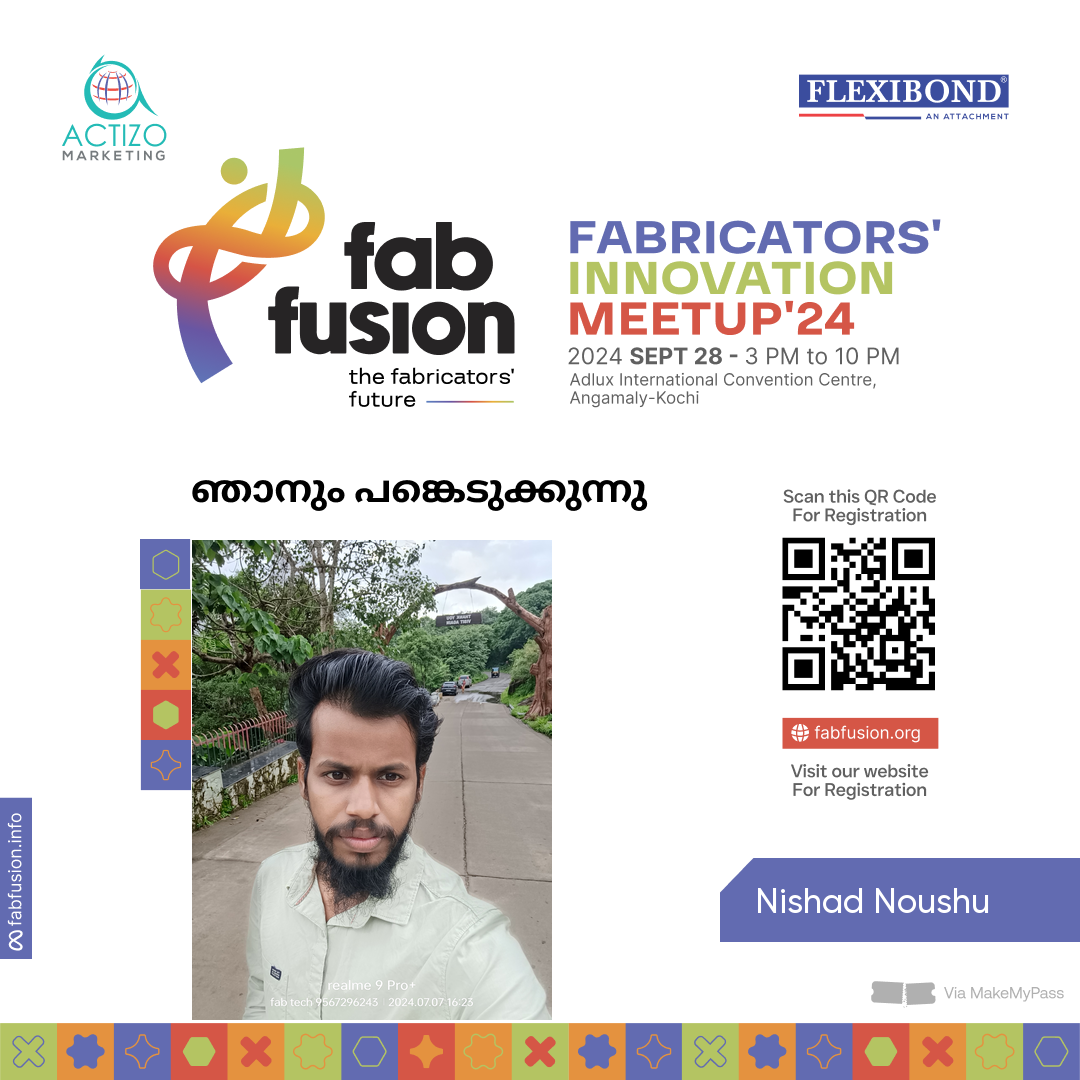 ACTIZO
MARKETING
FLEXIBOND®
AN ATTACHMENT
fab
fusion
the fabricators'
future
FABRICATORS'
INNOVATION
MEETUP'24
2024 SEPT 28 - 3 PM to 10 PM
Adlux International Convention Centre,
Angamaly-Kochi
ഞാനും പങ്കെടുക്കുന്നു
Scan this QR Code
For Registration
fabfusion.org
Visit our website
For Registration
fabfusion.info
Nishad Noushu
realme 9 Pro+
fab tech 9567296243 2024.07.07 16:23
Via MakeMyPass